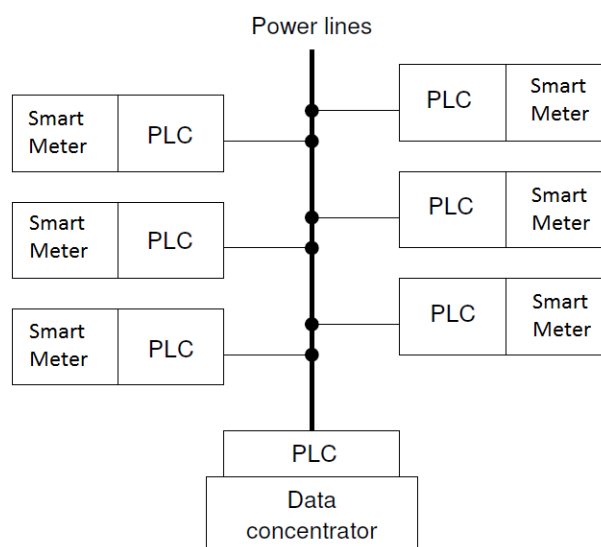 Power lines
Smart
Meter
PLC
PLC
Smart
Meter
Smart
Meter
PLC
PLC
Smart
Meter
Smart
Meter
PLC
PLC
Smart
Meter
PLC
Data
concentrator